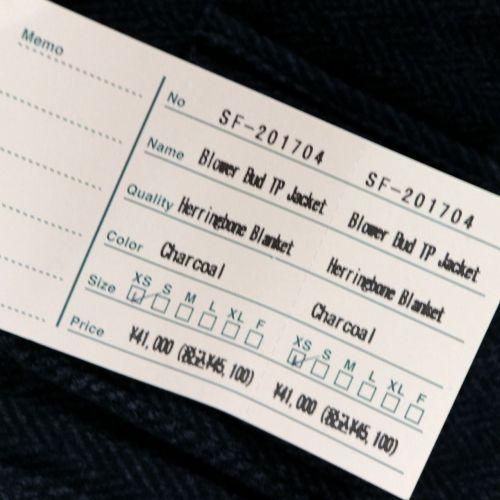 Memo
No SF-201704 SF-201704
Name Blower Bud TP Jacket Blower Bud TP Jacket
Quality Herringbone Blanket Herringbone Blanket
Color Charcoal Charcoal
Size XS S M L XL F XS S M L XL F
Price ¥41,000 (税込¥45,100) ¥41,000 (税込¥45,100)